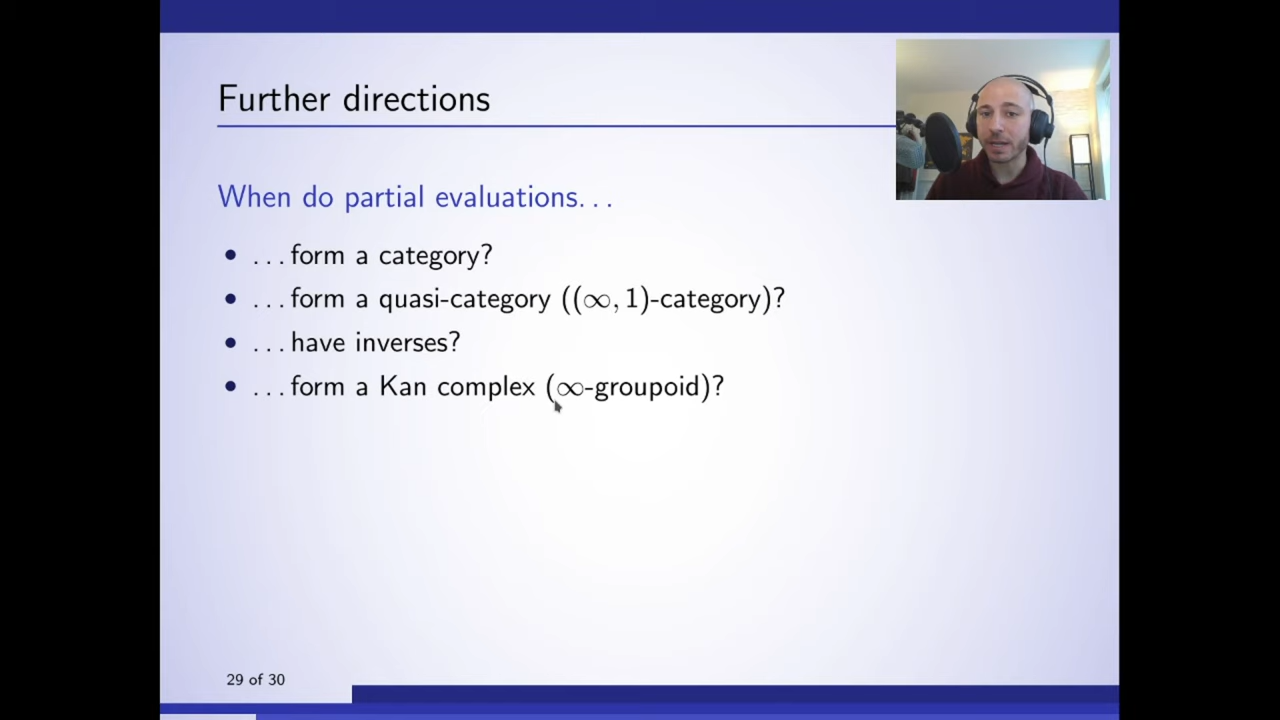 Further directions
When do partial evaluations...
• ...form a category?
• ...form a quasi-category ((∞, 1)-category)?
• ...have inverses?
• ...form a Kan complex (∞-groupoid)?
29 of 30